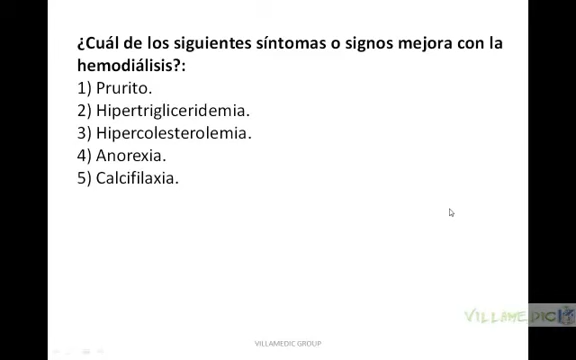 ¿Cuál de los siguientes síntomas o signos mejora con la
hemodiálisis?:
1) Prurito.
2) Hipertrigliceridemia.
3) Hipercolesterolemia.
4) Anorexia.
5) Calcifilaxia.
VILLAMEDIC
VILLAMEDIC GROUP